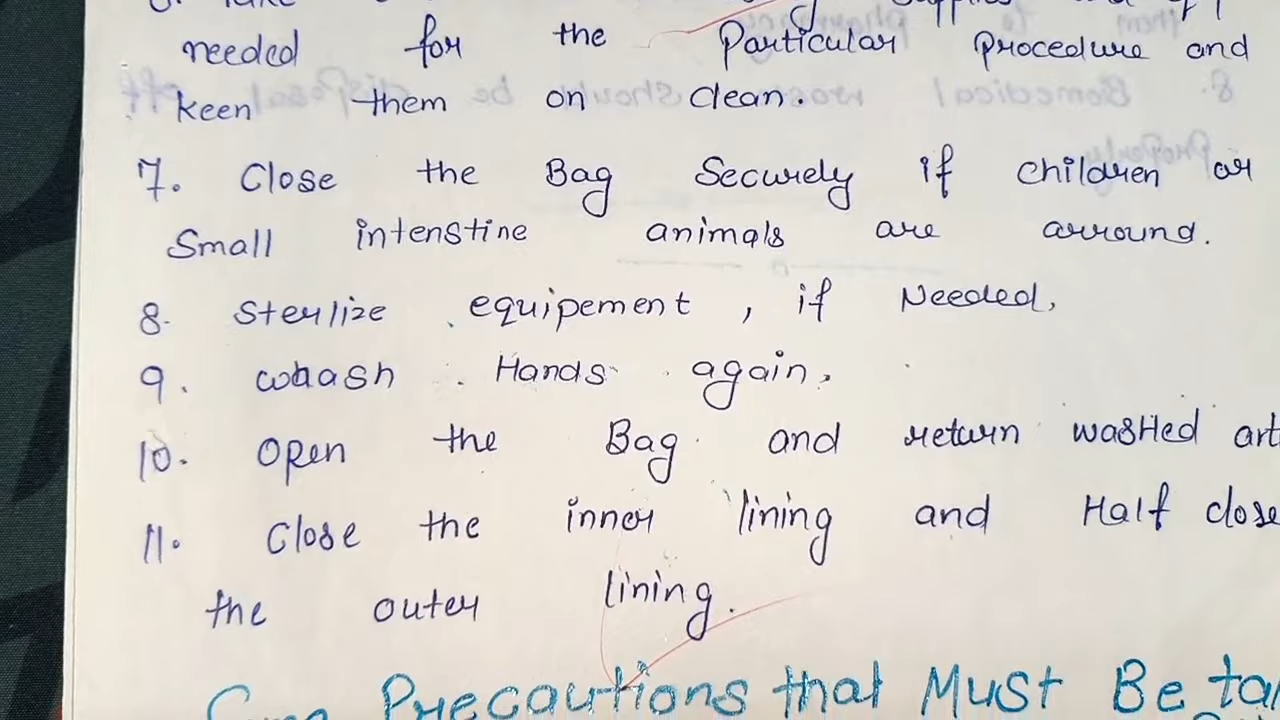 needed for the Particular Procedure and
keen them on clean.
7. Close the Bag Securely if children or
Small intenstine animals are arround.
8. Sterlize equipement, if Needed,
9. whash Hands again,
10. Open the Bag and return wasHed art
11. Close the inner lining and Half close
the outer lining.
Precautions that Must Be ta